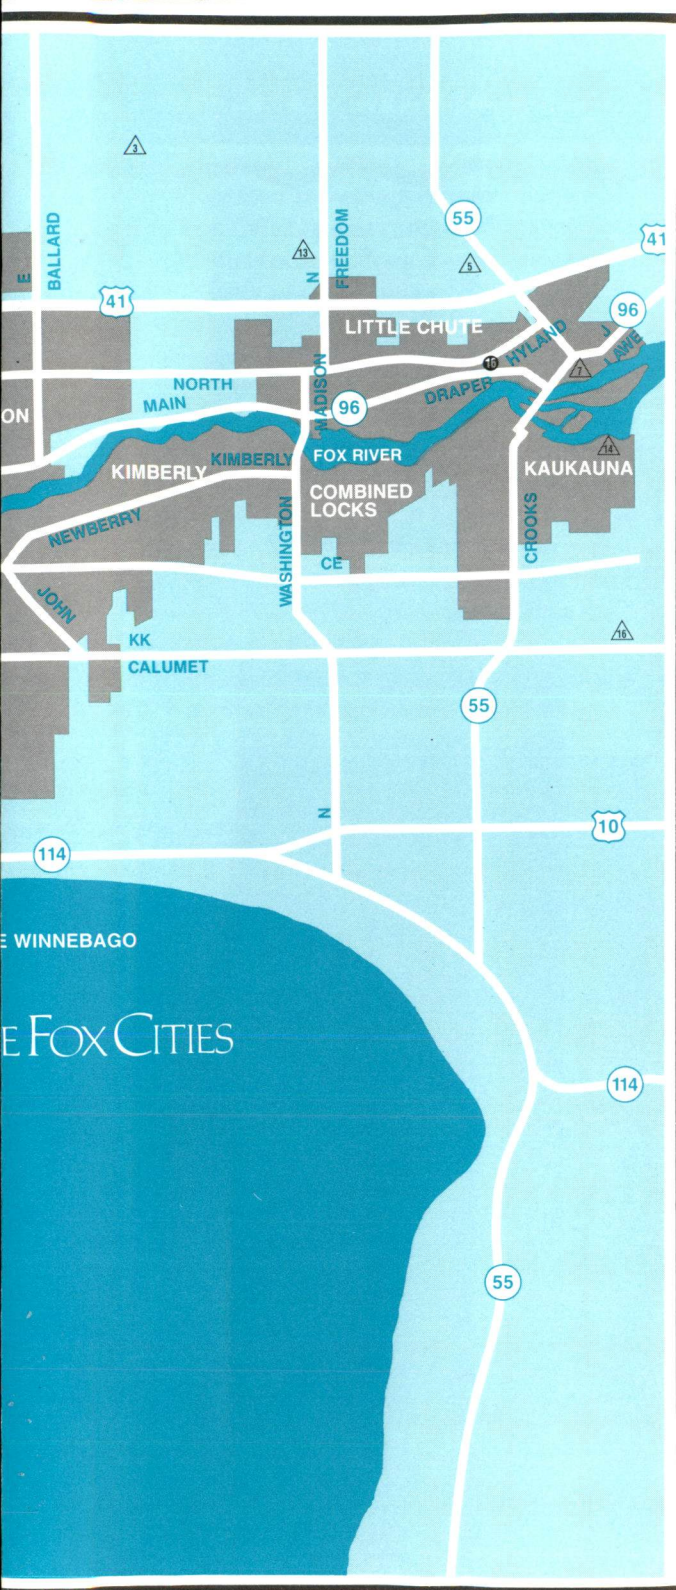 3
55
BALLARD
FREEDOM
13
41
E
5
N
41
96
LITTLE CHUTE
HYLAND
J
LAWE
15
7
MADISON
NORTH
MAIN
96
DRAPER
ON
14
KIMBERLY
KIMBERLY
FOX RIVER
KAUKAUNA
COMBINED
LOCKS
NEWBERRY
WASHINGTON
CROOKS
CE
JOHN
16
KK
CALUMET
55
N
10
114
E WINNEBAGO
E FOX CITIES
114
55